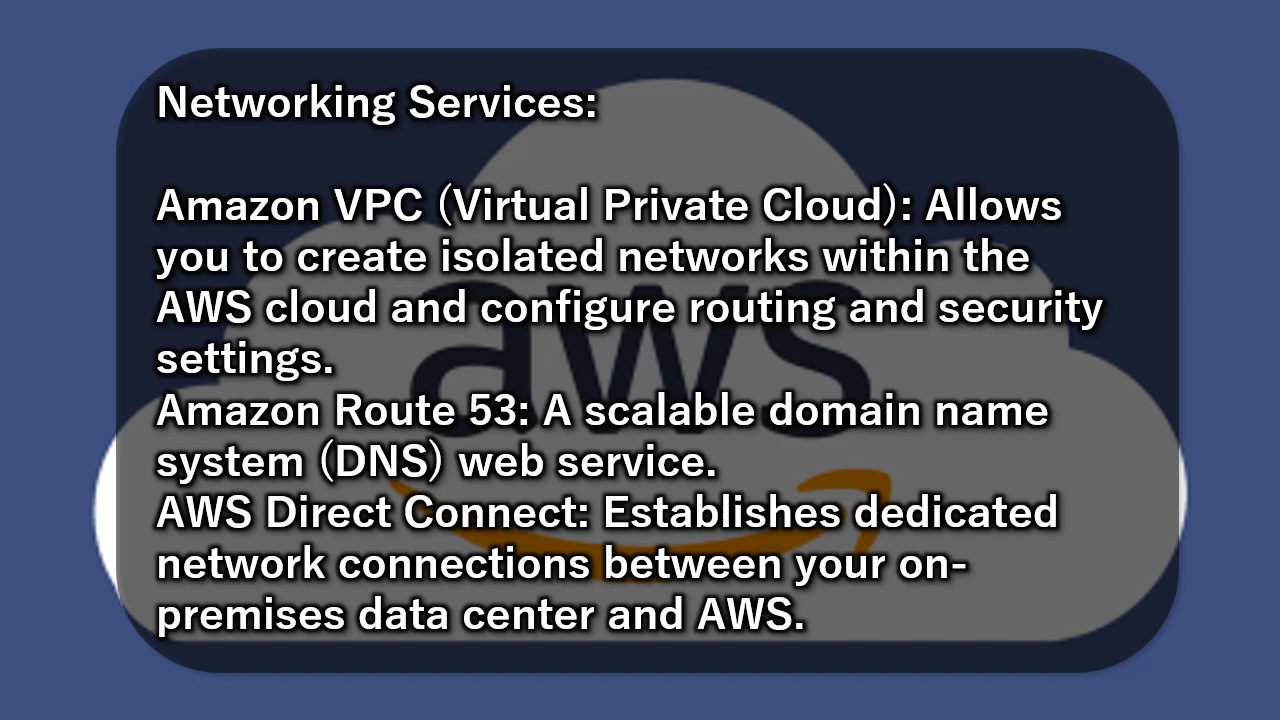 Networking Services:
Amazon VPC (Virtual Private Cloud): Allows
you to create isolated networks within the
AWS cloud and configure routing and security
settings.
Amazon Route 53: A scalable domain name
system (DNS) web service.
AWS Direct Connect: Establishes dedicated
network connections between your on-
premises data center and AWS.
aws